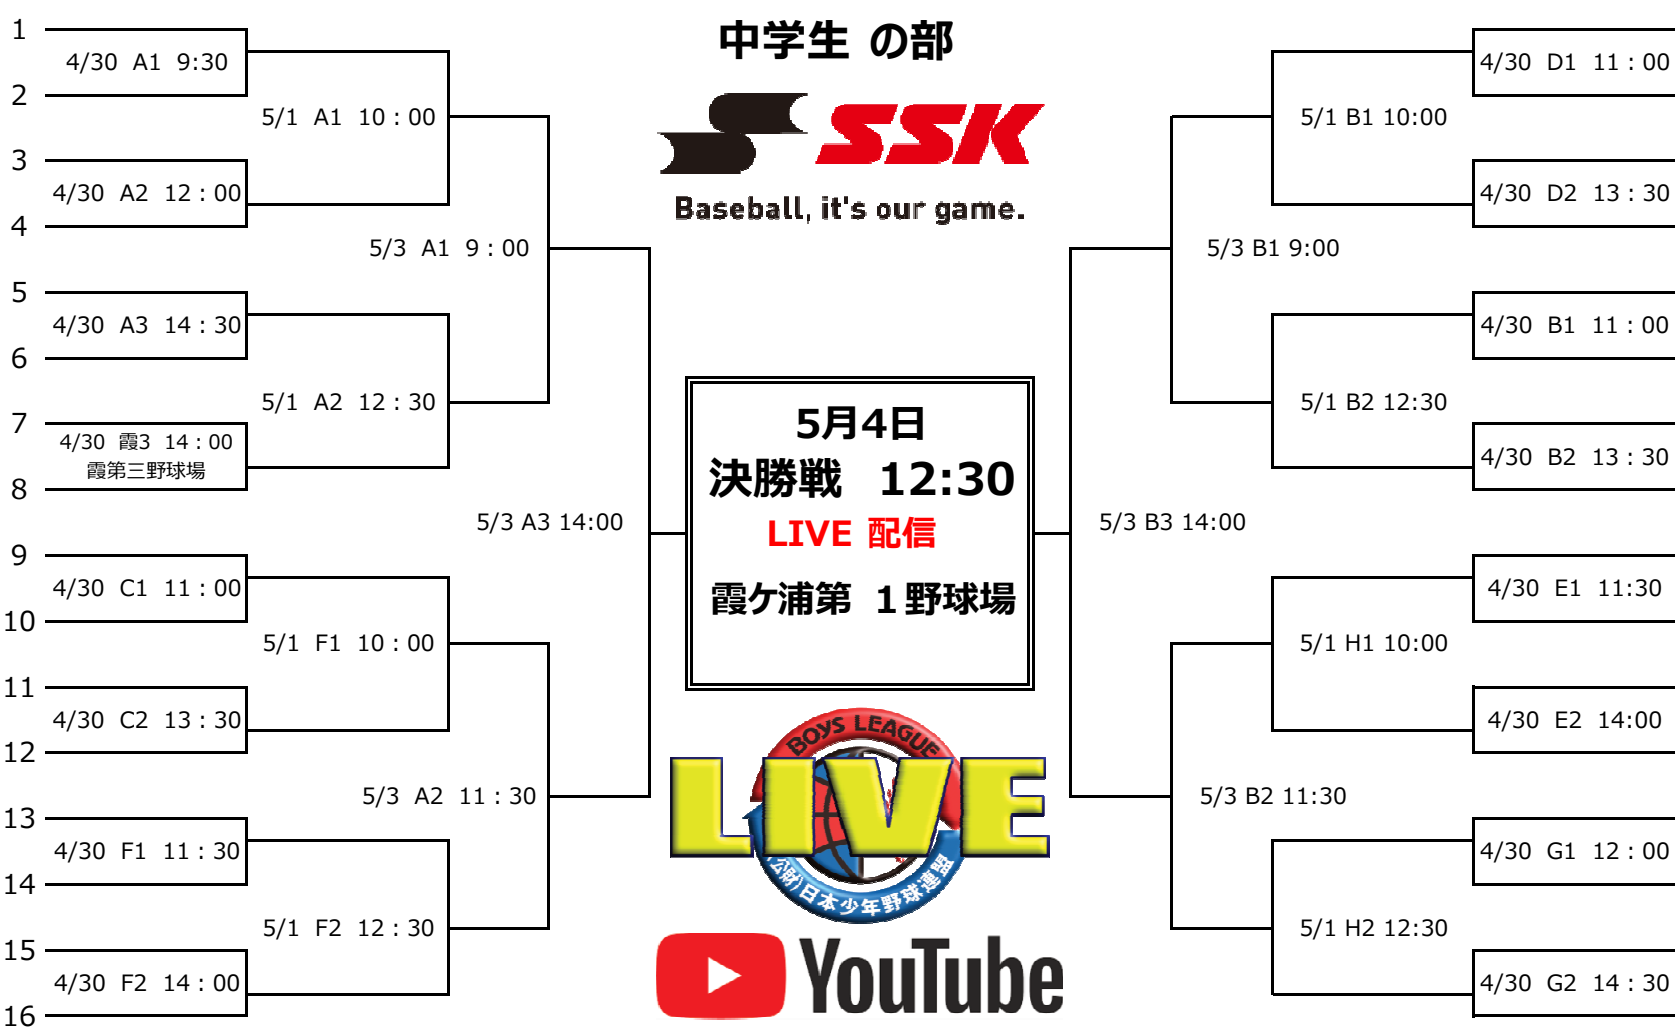 中学生 の部
SSK
Baseball, it's our game.
1
4/30 A1 9:30
2
5/1 A1 10：00
3
4/30 A2 12：00
4
5/3 A1 9：00
5
4/30 A3 14：30
6
5/1 A2 12：30
7
4/30 霞3 14：00
霞第三野球場
8
5/3 A3 14:00
9
4/30 C1 11：00
10
5/1 F1 10：00
11
4/30 C2 13：30
12
5/3 A2 11：30
13
4/30 F1 11：30
14
5/1 F2 12：30
15
4/30 F2 14：00
16
5月4日
決勝戦 12:30
LIVE 配信
霞ケ浦第 1野球場
BOYS LEAGUE
LIVE
(公財)日本少年野球連盟
YouTube
4/30 D1 11：00
5/1 B1 10:00
4/30 D2 13：30
5/3 B1 9:00
4/30 B1 11：00
5/1 B2 12:30
4/30 B2 13：30
5/3 B3 14:00
4/30 E1 11:30
5/1 H1 10:00
4/30 E2 14:00
5/3 B2 11:30
4/30 G1 12：00
5/1 H2 12:30
4/30 G2 14：30